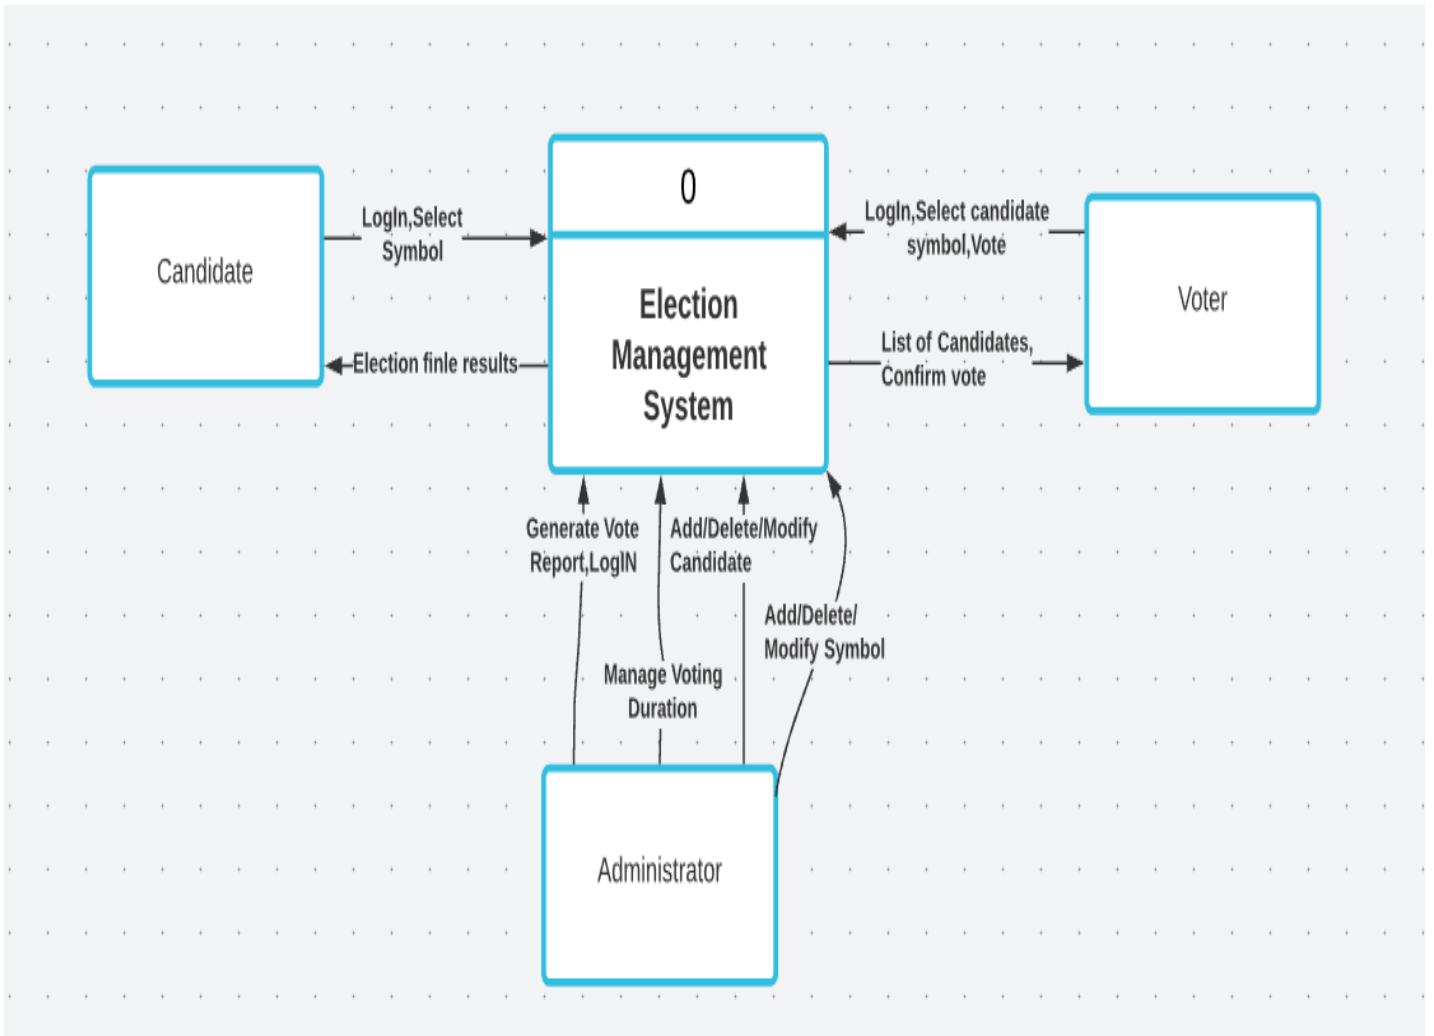 0
Election
Management
System
Candidate
LogIn,Select
Symbol
Election finle results
LogIn,Select candidate
symbol,Vote
List of Candidates,
Confirm vote
Voter
Generate Vote
Report,LogIN
Add/Delete/Modify
Candidate
Add/Delete/
Modify Symbol
Manage Voting
Duration
Administrator